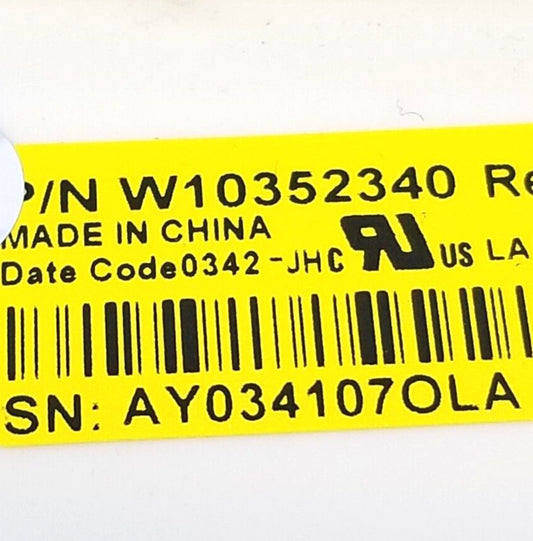 P/N W10352340 Re
MADE IN CHINA
Date Code0342-JHC US LA
SN: AY034107OLA